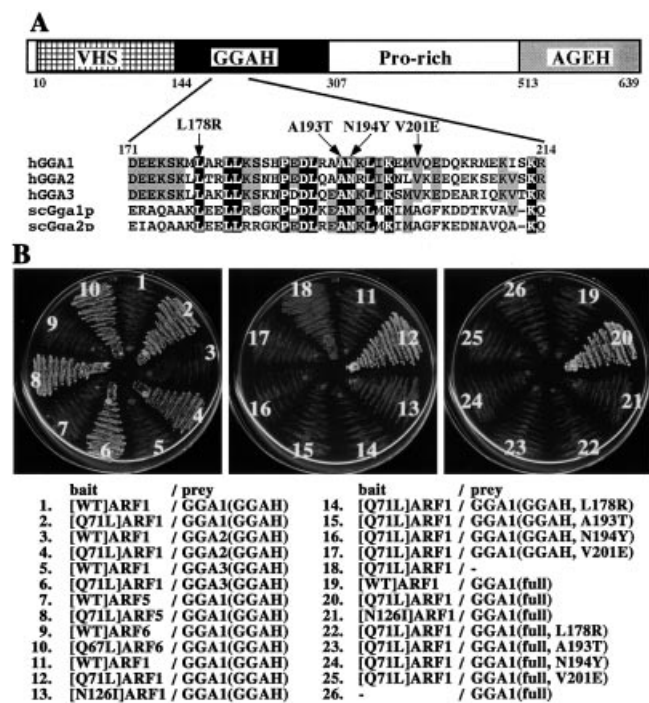 A
VHS GGAH Pro-rich AGEH
10 144 307 513 639
L178R A193T N194Y V201E
171 214
hGGA1 DEEKSKMLARLLKSSHPEDLRAANKLIKEMVQEDQKRMEKISKR
hGGA2 DEEKSKLLTRLLKSNHPEDLQAANRLIKNLVKEEQEKSEKISKR
hGGA3 DEEKSKLLAKLLKSKNPEDLQEANKLIKSMVKEDEARIQKVTKR
scGga1p ERAQAAKLEELLRSGKPDDLKEANKLMKIMAGFKDDTKVAV-KQ
scGga2p EIAQAAKLEELLRRGKPEDLREANKLMKIMAGFKEDNAVQA-KQ
B
10 1 2 3 4 5 6 7 8 9
18 11 12 13 14 15 16 17
26 19 20 21 22 23 24 25
bait / prey
1. [WT]ARF1 / GGA1(GGAH)
2. [Q71L]ARF1 / GGA1(GGAH)
3. [WT]ARF1 / GGA2(GGAH)
4. [Q71L]ARF1 / GGA2(GGAH)
5. [WT]ARF1 / GGA3(GGAH)
6. [Q71L]ARF1 / GGA3(GGAH)
7. [WT]ARF5 / GGA1(GGAH)
8. [Q71L]ARF5 / GGA1(GGAH)
9. [WT]ARF6 / GGA1(GGAH)
10. [Q67L]ARF6 / GGA1(GGAH)
11. [WT]ARF1 / GGA1(GGAH)
12. [Q71L]ARF1 / GGA1(GGAH)
13. [N126I]ARF1 / GGA1(GGAH)
bait / prey
14. [Q71L]ARF1 / GGA1(GGAH, L178R)
15. [Q71L]ARF1 / GGA1(GGAH, A193T)
16. [Q71L]ARF1 / GGA1(GGAH, N194Y)
17. [Q71L]ARF1 / GGA1(GGAH, V201E)
18. [Q71L]ARF1 / -
19. [WT]ARF1 / GGA1(full)
20. [Q71L]ARF1 / GGA1(full)
21. [N126I]ARF1 / GGA1(full)
22. [Q71L]ARF1 / GGA1(full, L178R)
23. [Q71L]ARF1 / GGA1(full, A193T)
24. [Q71L]ARF1 / GGA1(full, N194Y)
25. [Q71L]ARF1 / GGA1(full, V201E)
26. - / GGA1(full)